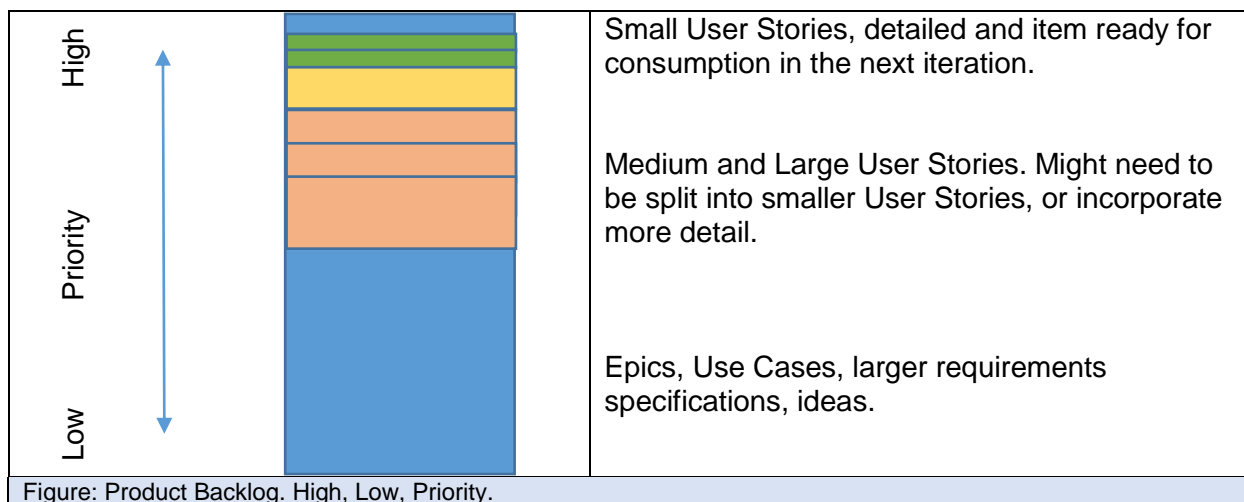 High
Priority
Low
Small User Stories, detailed and item ready for
consumption in the next iteration.
Medium and Large User Stories. Might need to
be split into smaller User Stories, or incorporate
more detail.
Epics, Use Cases, larger requirements
specifications, ideas.
Figure: Product Backlog. High, Low, Priority.